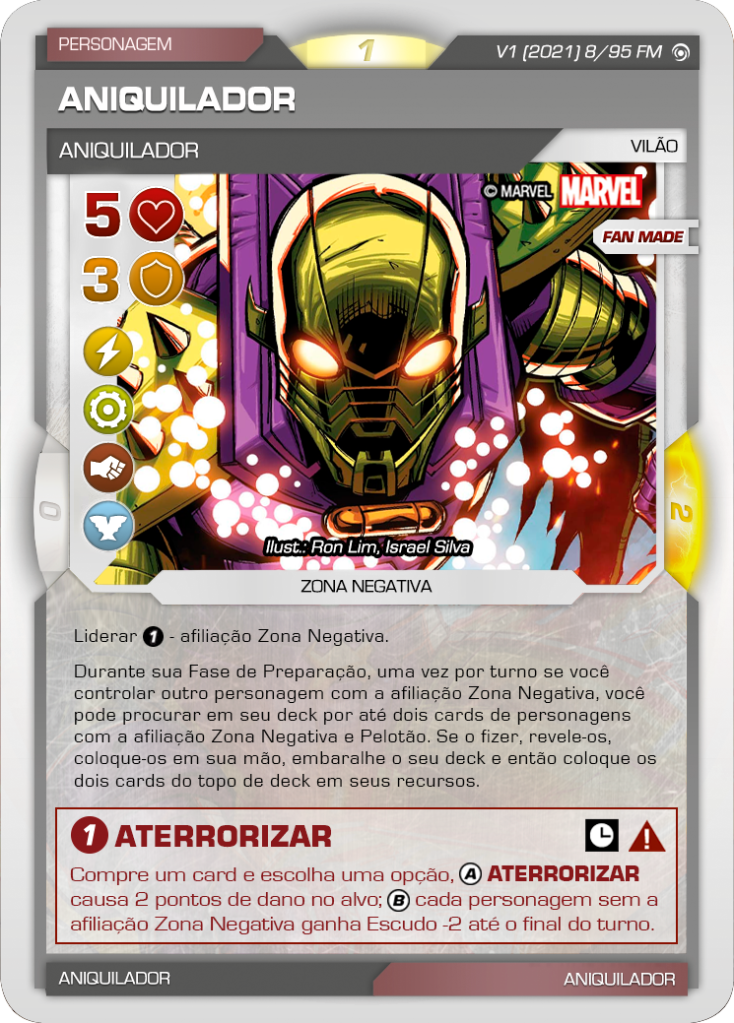 PERSONAGEM
1
V1 (2021) 8/95 FM
ANIQUILADOR
ANIQUILADOR
VILÃO
© MARVEL MARVEL
5
FAN MADE
3
0
2
Ilust.: Ron Lim, Israel Silva
ZONA NEGATIVA
Liderar 1 - afiliação Zona Negativa.
Durante sua Fase de Preparação, uma vez por turno se você
controlar outro personagem com a afiliação Zona Negativa, você
pode procurar em seu deck por até dois cards de personagens
com a afiliação Zona Negativa e Pelotão. Se o fizer, revele-os,
coloque-os em sua mão, embaralhe o seu deck e então coloque os
dois cards do topo de deck em seus recursos.
1 ATERRORIZAR
Compre um card e escolha uma opção, A ATERRORIZAR
causa 2 pontos de dano no alvo; B cada personagem sem a
afiliação Zona Negativa ganha Escudo -2 até o final do turno.
ANIQUILADOR
ANIQUILADOR